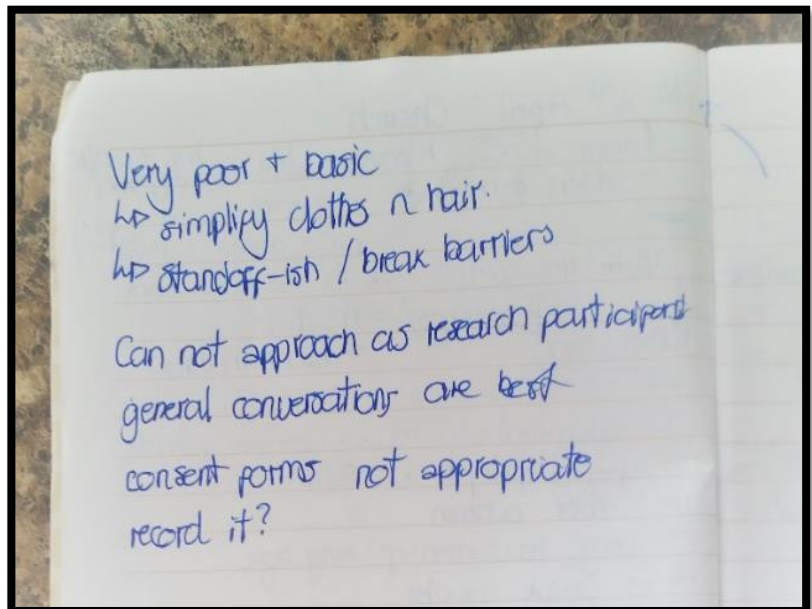 Very poor + basic
↳ simplify clothes n hair.
↳ standoff-ish / break barriers
Can not approach as research participant
general conversations are best
consent forms not appropriate
record it?